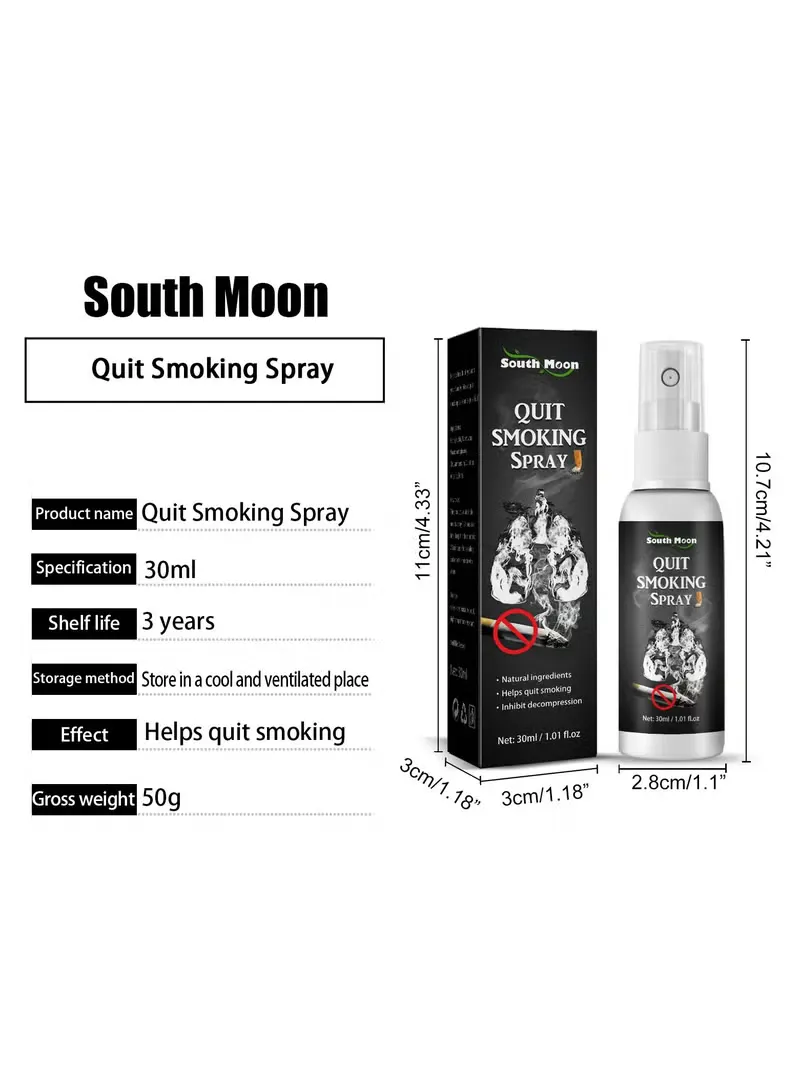 South Moon
Quit Smoking Spray
Product name Quit Smoking Spray
Specification 30ml
Shelf life 3 years
Storage method Store in a cool and ventilated place
Effect Helps quit smoking
Gross weight 50g
11cm/4.33”
South Moon
QUIT
SMOKING
SPRAY
• Natural ingredients
• Helps quit smoking
• Inhibit decompression
Net: 30ml / 1.01 fl.oz
3cm/1.18”
3cm/1.18”
South Moon
QUIT
SMOKING
SPRAY
Net: 30ml / 1.01 fl.oz
10.7cm/4.21”
2.8cm/1.1”